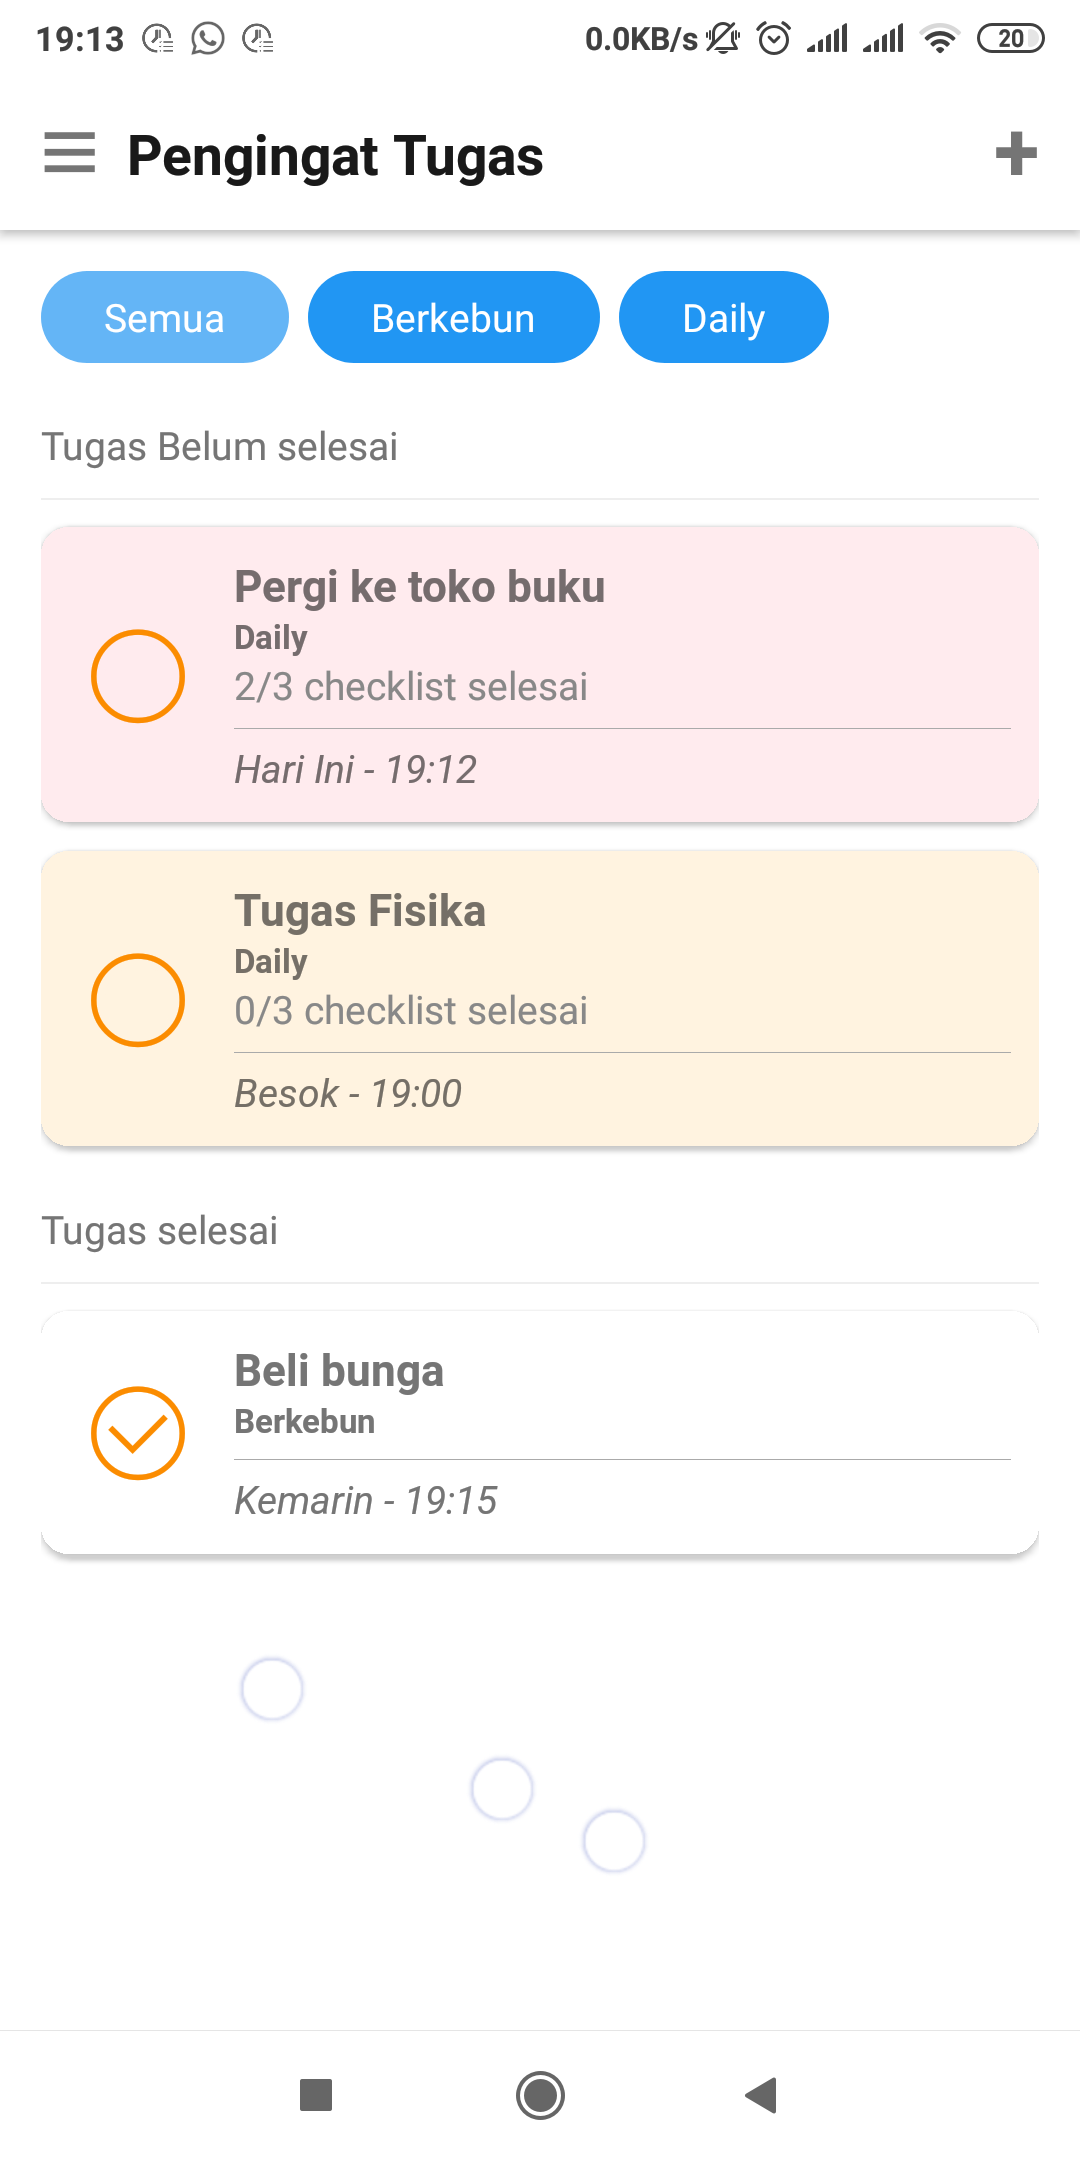 19:13 0.0KB/s 20
Pengingat Tugas
Semua Berkebun Daily
Tugas Belum selesai
Pergi ke toko buku
Daily
2/3 checklist selesai
Hari Ini - 19:12
Tugas Fisika
Daily
0/3 checklist selesai
Besok - 19:00
Tugas selesai
Beli bunga
Berkebun
Kemarin - 19:15